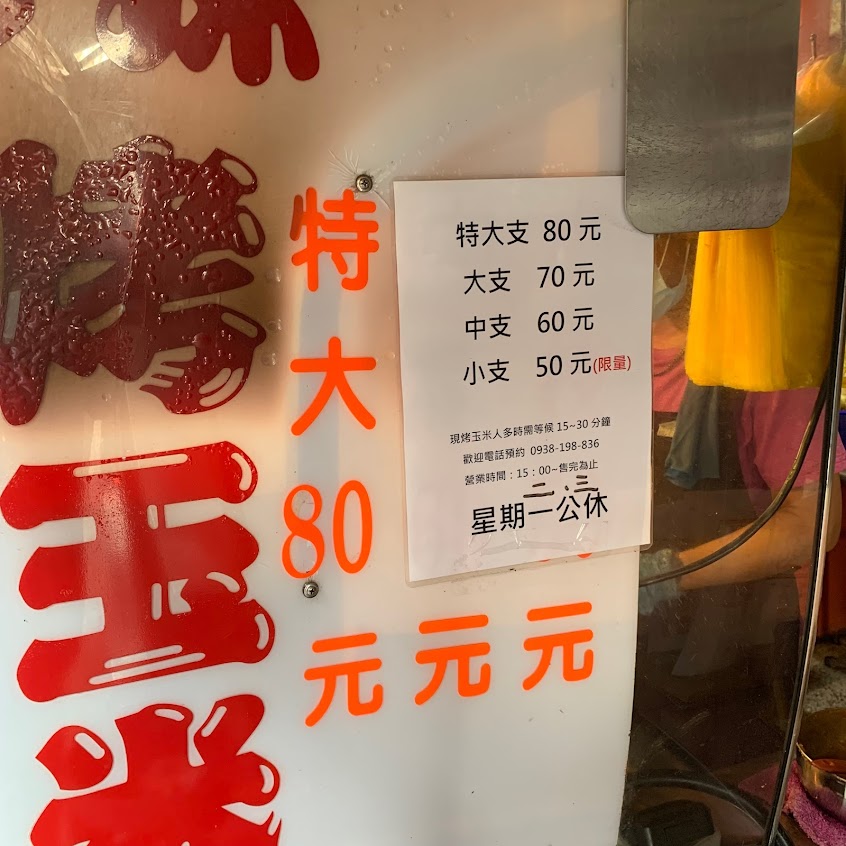 烤玉米
特大80元
元
元
特大支 80 元
大支 70 元
中支 60 元
小支 50 元(限量)
現烤玉米人多時需等候 15~30 分鐘
歡迎電話預約 0938-198-836
營業時間：15：00~售完為止
二、三
星期一公休